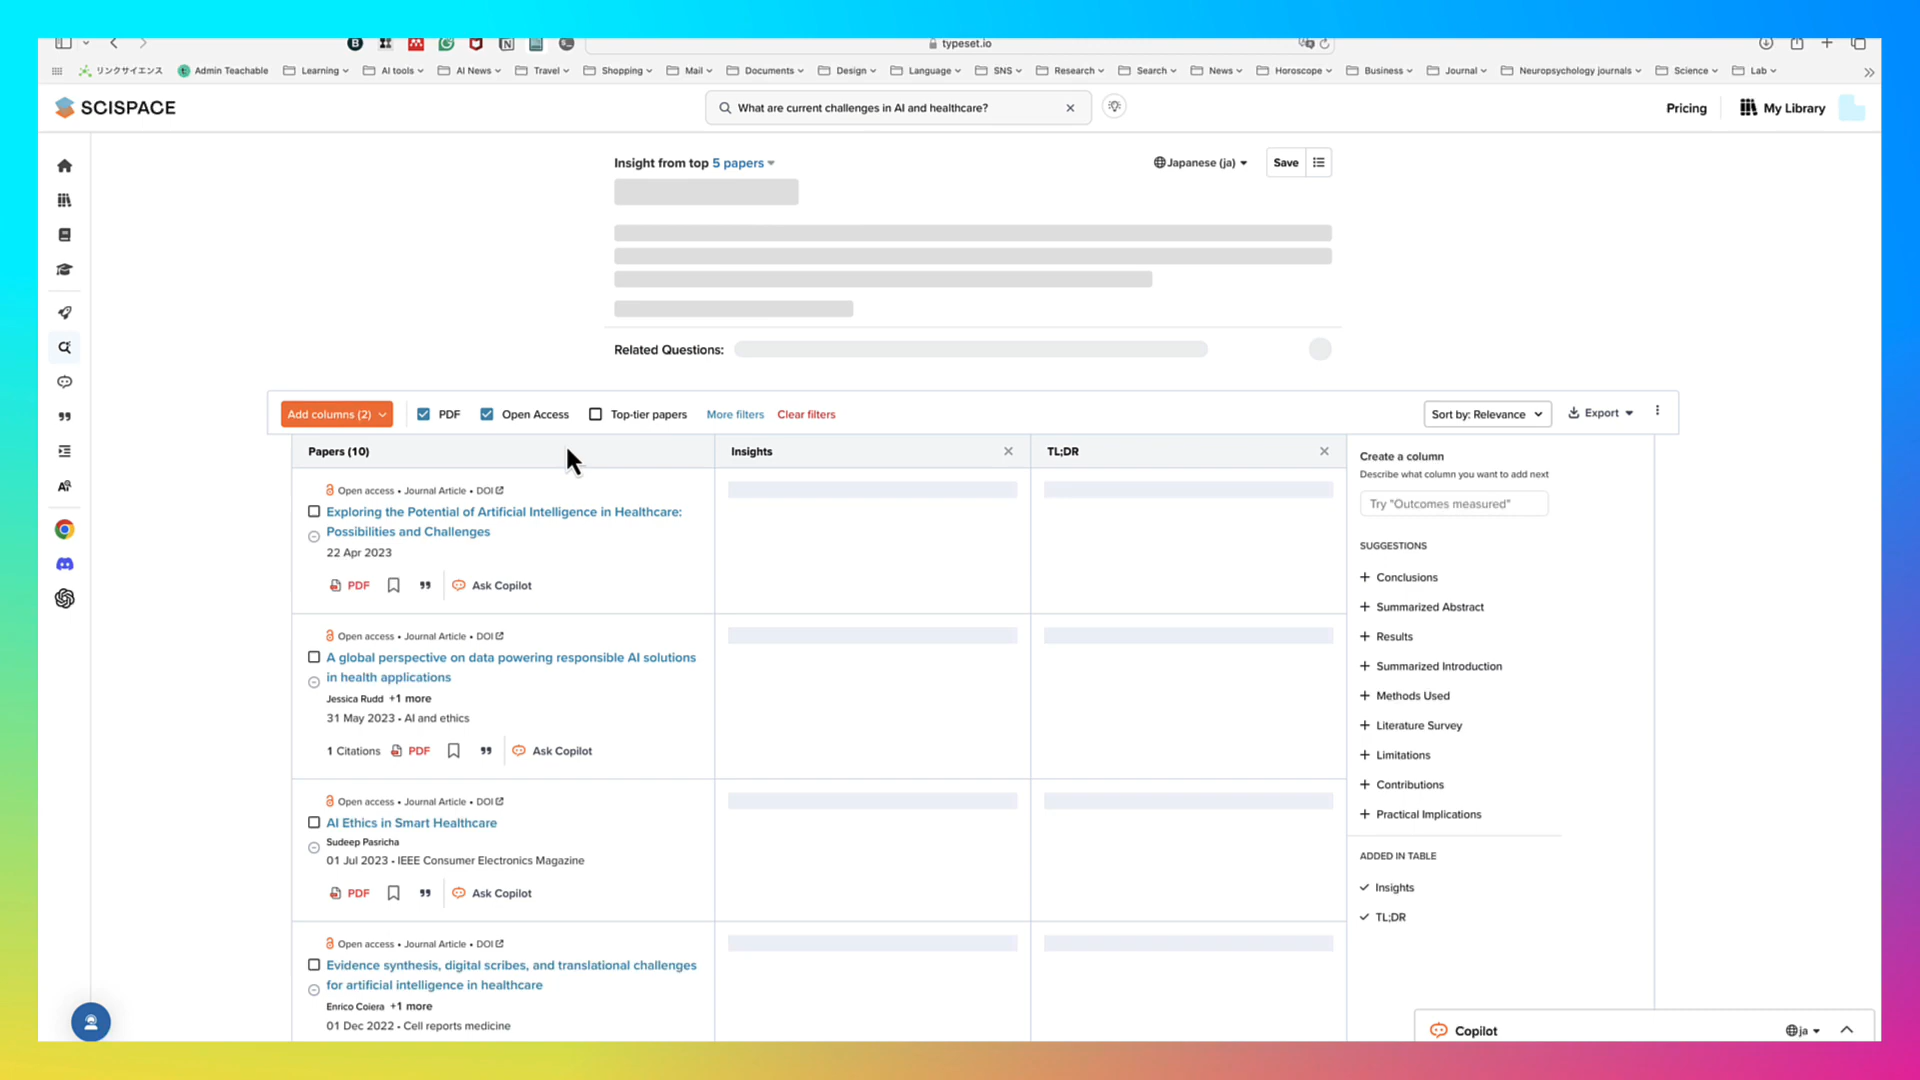 typeset.io
リンクサイエンス Admin Teachable Learning AI tools AI News Travel Shopping Mail Documents Design Language SNS Research Search News Horoscope Business Journal Neuropsychology journals Science Lab
SCISPACE
What are current challenges in AI and healthcare?
Pricing
My Library
Insight from top 5 papers
Japanese (ja)
Save
Related Questions:
Add columns (2)
PDF
Open Access
Top-tier papers
More filters
Clear filters
Sort by: Relevance
Export
Papers (10)
Insights
TL;DR
Open access • Journal Article • DOI
Exploring the Potential of Artificial Intelligence in Healthcare:
Possibilities and Challenges
22 Apr 2023
PDF
Ask Copilot
Open access • Journal Article • DOI
A global perspective on data powering responsible AI solutions
in health applications
Jessica Rudd +1 more
31 May 2023 • AI and ethics
1 Citations PDF
Ask Copilot
Open access • Journal Article • DOI
AI Ethics in Smart Healthcare
Sudeep Pasricha
01 Jul 2023 • IEEE Consumer Electronics Magazine
PDF
Ask Copilot
Open access • Journal Article • DOI
Evidence synthesis, digital scribes, and translational challenges
for artificial intelligence in healthcare
Enrico Coiera +1 more
01 Dec 2022 • Cell reports medicine
Create a column
Describe what column you want to add next
Try "Outcomes measured"
SUGGESTIONS
+ Conclusions
+ Summarized Abstract
+ Results
+ Summarized Introduction
+ Methods Used
+ Literature Survey
+ Limitations
+ Contributions
+ Practical Implications
ADDED IN TABLE
Insights
TL;DR
Copilot
ja